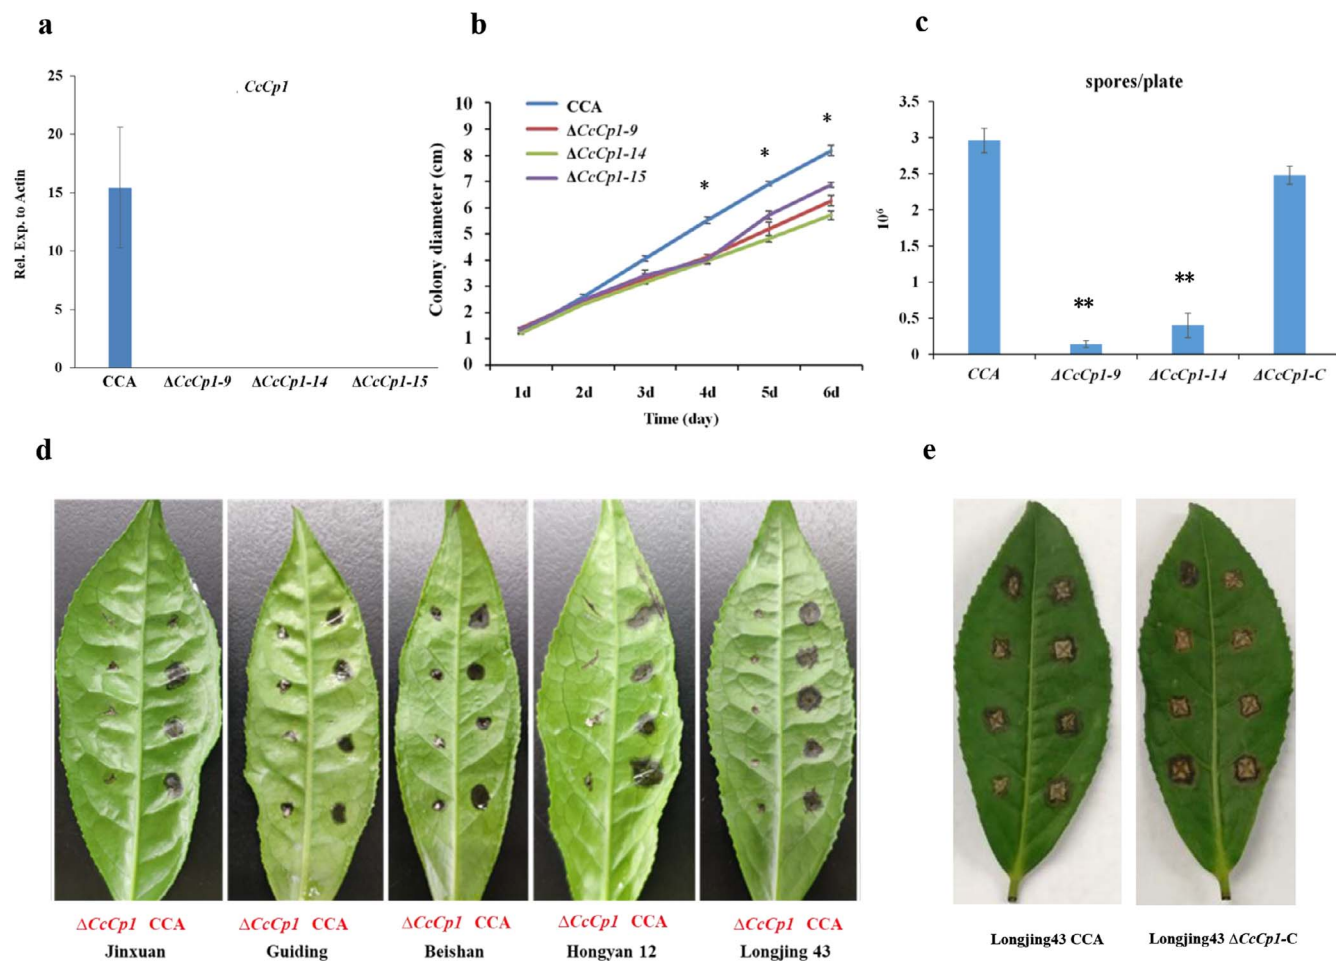 a
CcCp1
25
20
15
10
5
0
Rel. Exp. to Actin
CCA ΔCcCp1-9 ΔCcCp1-14 ΔCcCp1-15
b
10
9
8
7
6
5
4
3
2
1
0
Colony diameter (cm)
CCA
ΔCcCp1-9
ΔCcCp1-14
ΔCcCp1-15
*
*
*
1d 2d 3d 4d 5d 6d
Time (day)
c
spores/plate
3.5
3
2.5
2
1.5
1
0.5
0
10⁶
**
**
CCA ΔCcCp1-9 ΔCcCp1-14 ΔCcCp1-C
d
ΔCcCp1 CCA ΔCcCp1 CCA ΔCcCp1 CCA ΔCcCp1 CCA ΔCcCp1 CCA
Jinxuan Guiding Beishan Hongyan 12 Longjing 43
e
Longjing43 CCA Longjing43 ΔCcCp1-C